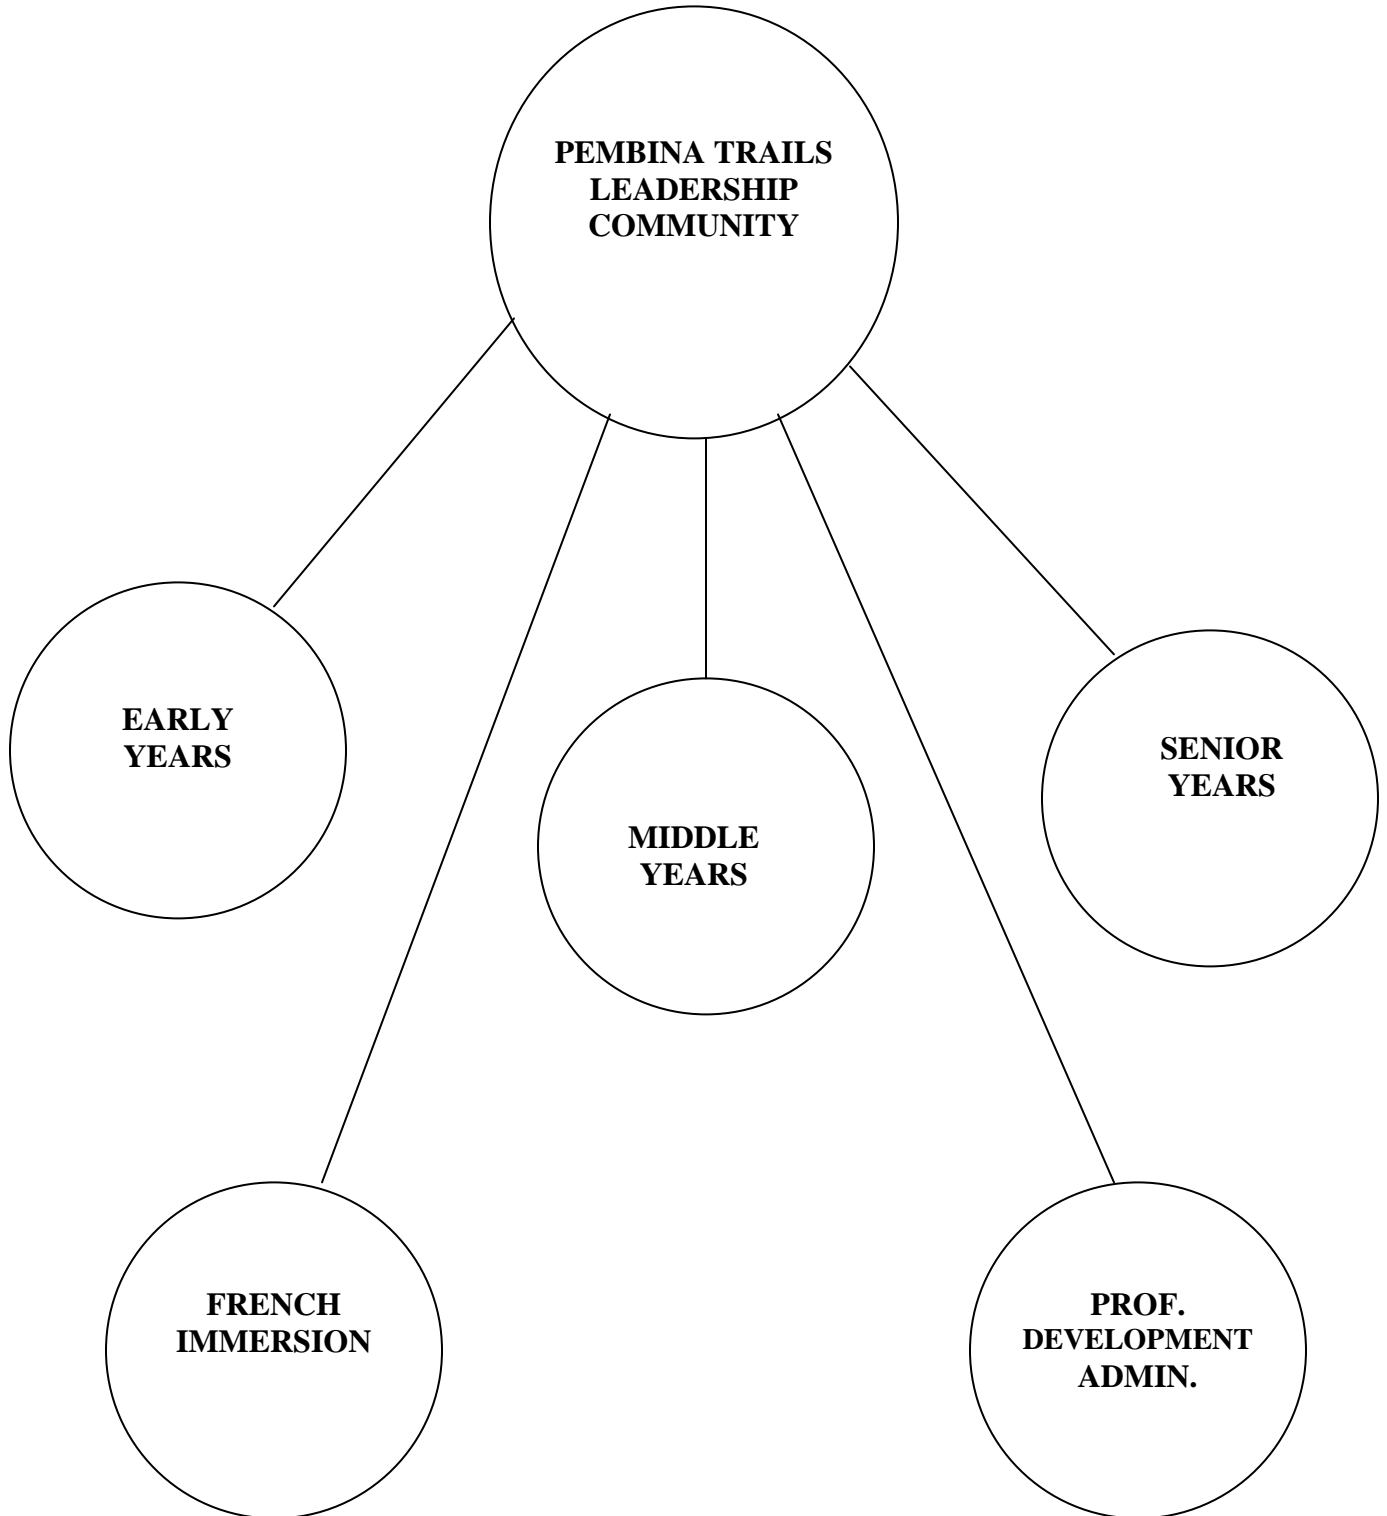 PEMBINA TRAILS
LEADERSHIP
COMMUNITY
EARLY
YEARS
SENIOR
YEARS
MIDDLE
YEARS
FRENCH
IMMERSION
PROF.
DEVELOPMENT
ADMIN.